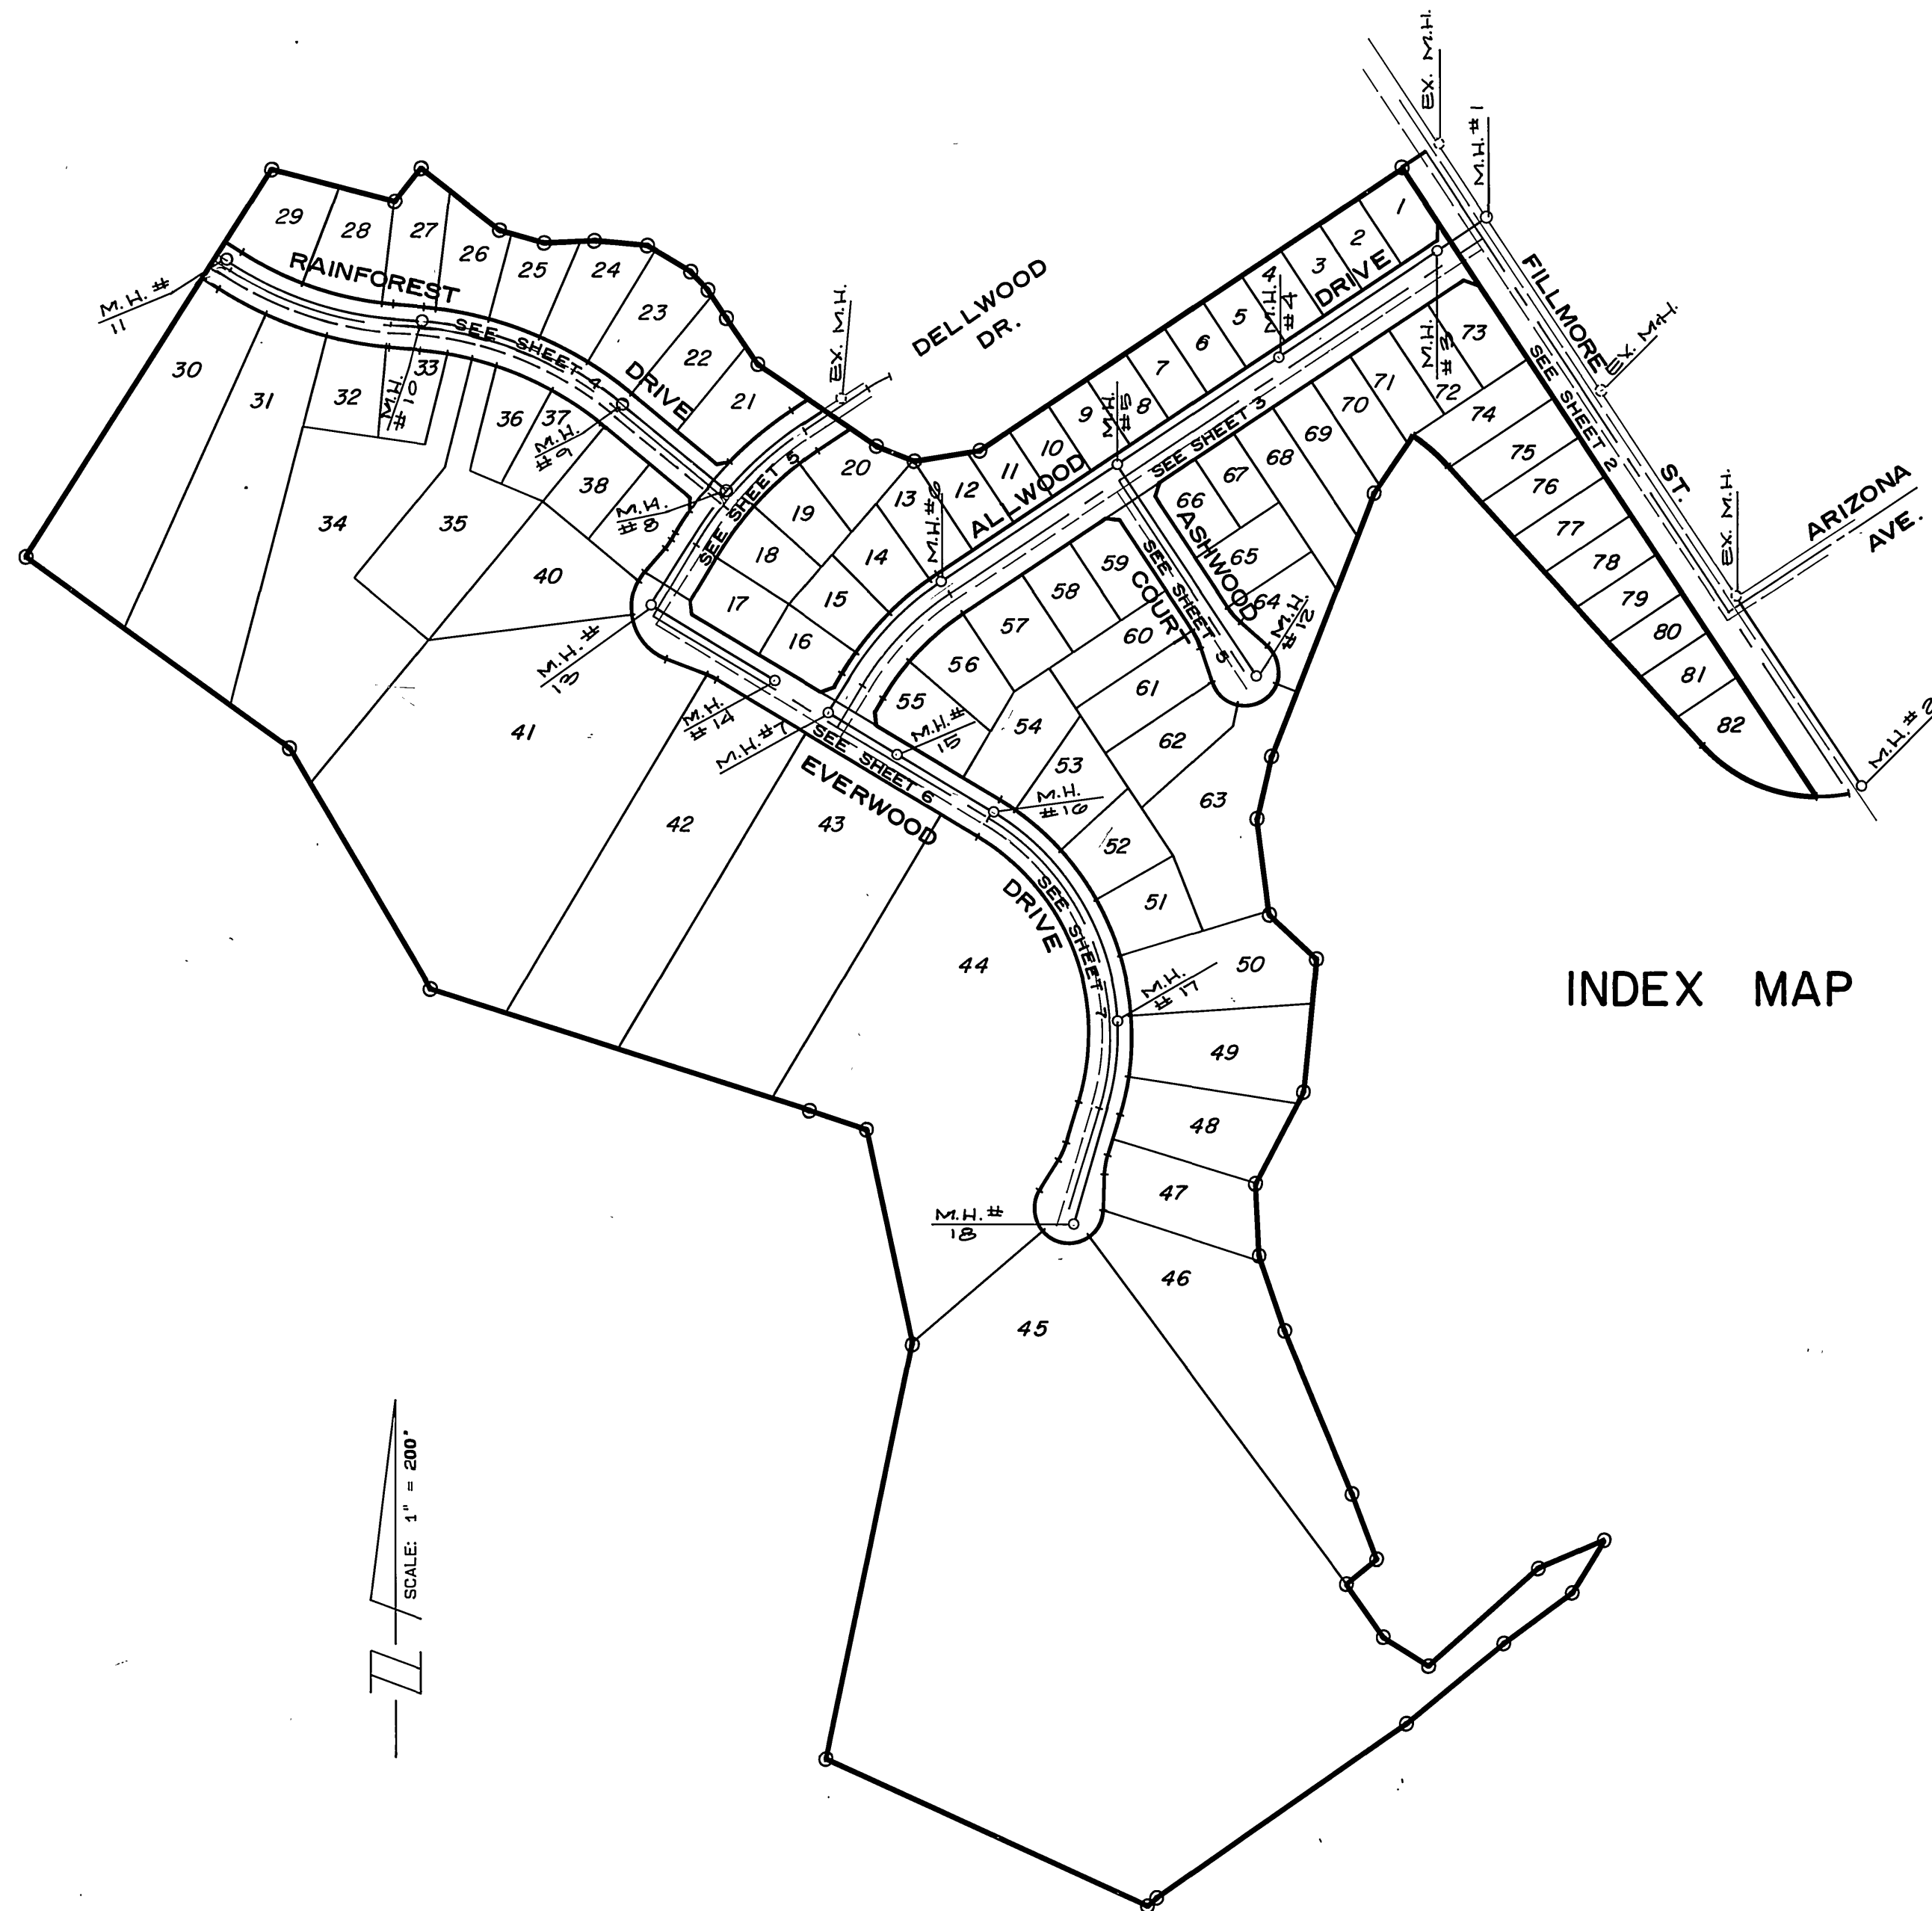 EX. M.H.
M.H. # 1
29
28
27
26
25
24
23
22
21
RAINFOREST
DRIVE
SEE SHEET 4
M. H. #
11
30
31
32
33
M.H.
# 10
34
35
36
37
M.H.
# 9
38
M.H.
# 8
40
41
EX. M.H.
DELLWOOD
DR.
SEE SHEET 5
20
19
18
17
16
15
14
13
12
11
10
9
8
7
6
5
4
3
2
1
M.H. # 6
M.H.
# 5
M.H.
# 4
ALLWOOD
DRIVE
SEE SHEET 3
M.H.
# 3
FILLMORE
ST.
SEE SHEET 2
EX. M.H.
EX. M.H.
ARIZONA
AVE.
M.H. # 2
73
72
71
70
69
68
67
66
65
64
74
75
76
77
78
79
80
81
82
ASHWOOD
COURT
SEE SHEET 5
M.H.
# 12
59
58
57
56
55
60
61
62
63
54
53
52
51
50
49
48
47
46
45
M.H. #
13
M.H.
# 14
M.H. # 7
M.H. #
15
M.H.
# 16
SEE SHEET 6
EVERWOOD
DRIVE
SEE SHEET 7
42
43
44
M.H.
# 17
M.H. #
18
INDEX MAP
SCALE: 1" = 200'
N